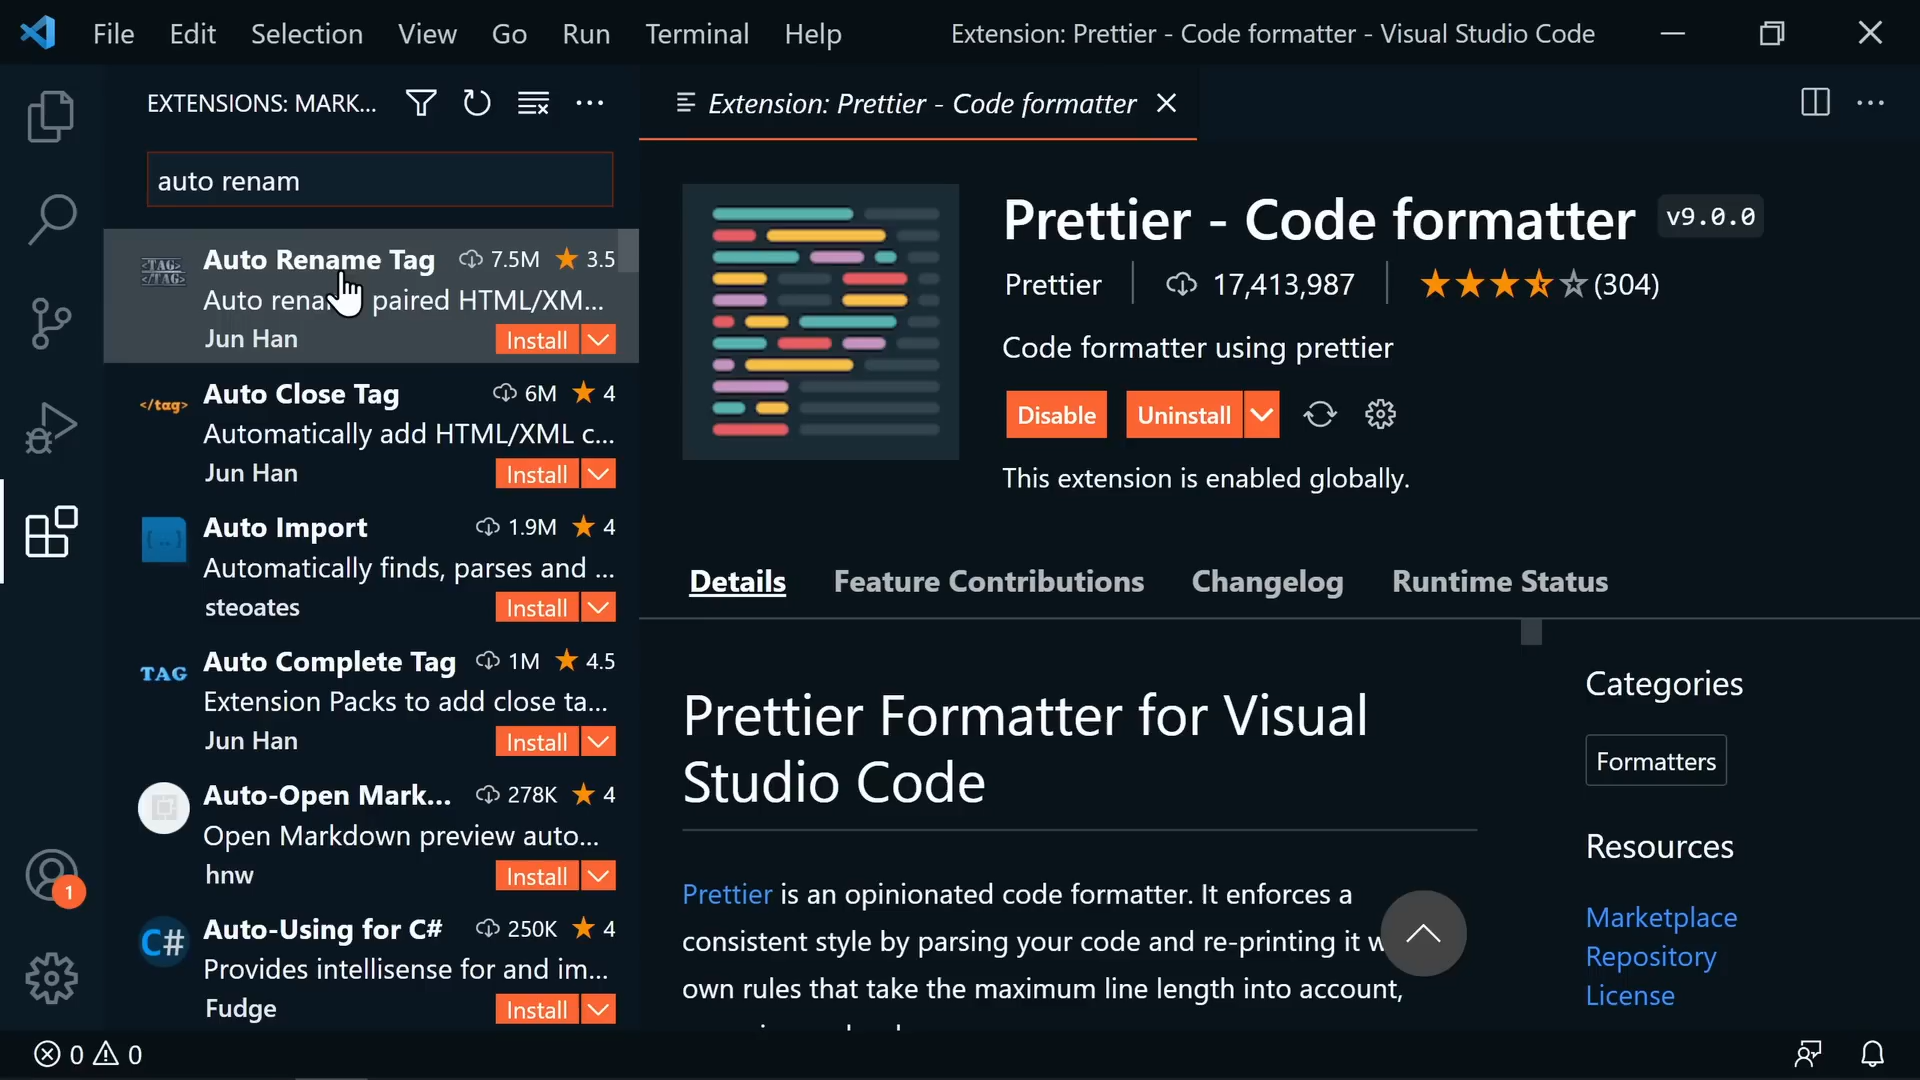 File Edit Selection View Go Run Terminal Help
Extension: Prettier - Code formatter - Visual Studio Code
EXTENSIONS: MARK...
auto renam
Auto Rename Tag 7.5M 3.5
Auto rename paired HTML/XM...
Jun Han Install
</tag>
Auto Close Tag 6M 4
Automatically add HTML/XML c...
Jun Han Install
Auto Import 1.9M 4
Automatically finds, parses and ...
steoates Install
TAG
Auto Complete Tag 1M 4.5
Extension Packs to add close ta...
Jun Han Install
Auto-Open Mark... 278K 4
Open Markdown preview auto...
hnw Install
C#
Auto-Using for C# 250K 4
Provides intellisense for and im...
Fudge Install
1
Extension: Prettier - Code formatter
Prettier - Code formatter v9.0.0
Prettier 17,413,987 (304)
Code formatter using prettier
Disable Uninstall
This extension is enabled globally.
Details Feature Contributions Changelog Runtime Status
Prettier Formatter for Visual
Studio Code
Prettier is an opinionated code formatter. It enforces a
consistent style by parsing your code and re-printing it
own rules that take the maximum line length into account,
Categories
Formatters
Resources
Marketplace
Repository
License
0 0